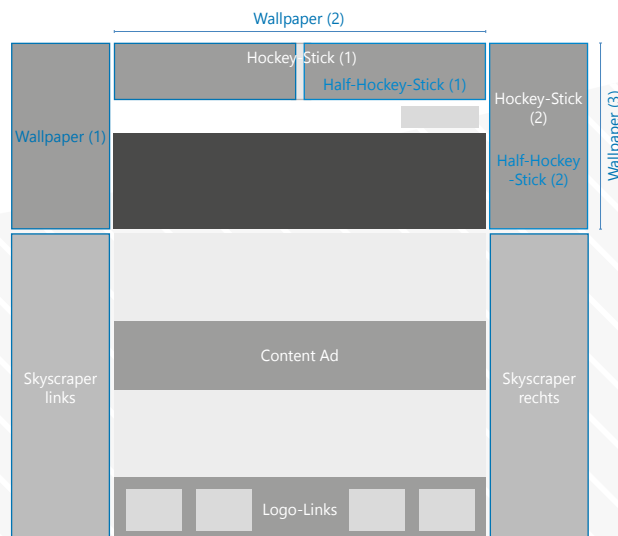 Wallpaper (2)
Hockey-Stick (1)
Half-Hockey-Stick (1)
Wallpaper (1)
Hockey-Stick
(2)
Half-Hockey
-Stick (2)
Wallpaper (3)
Content Ad
Skyscraper
links
Skyscraper
rechts
Logo-Links